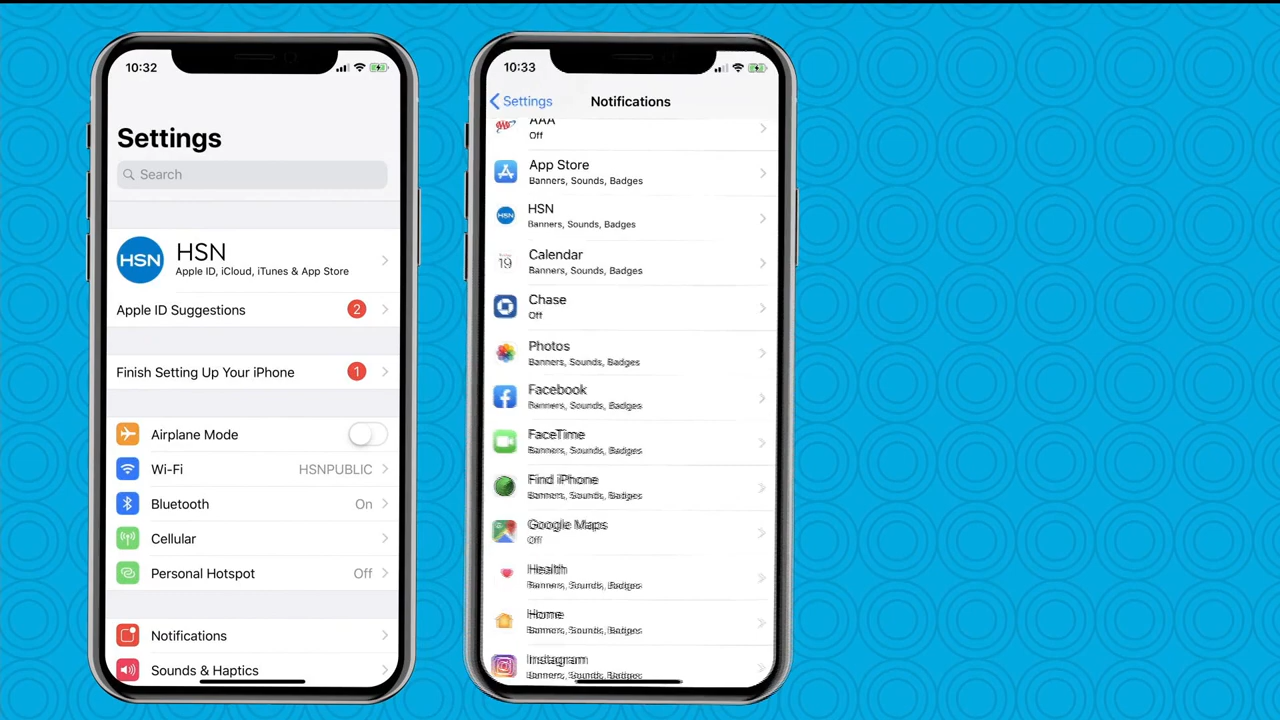 10:32
Settings
Search
HSN
HSN
Apple ID, iCloud, iTunes & App Store
Apple ID Suggestions
2
Finish Setting Up Your iPhone
1
Airplane Mode
Wi-Fi
HSNPUBLIC
Bluetooth
On
Cellular
Personal Hotspot
Off
Notifications
Sounds & Haptics
10:33
Settings
Notifications
AAA
Off
App Store
Banners, Sounds, Badges
HSN
HSN
Banners, Sounds, Badges
19
Calendar
Banners, Sounds, Badges
Chase
Off
Photos
Banners, Sounds, Badges
Facebook
Banners, Sounds, Badges
FaceTime
Banners, Sounds, Badges
Find iPhone
Banners, Sounds, Badges
Google Maps
Off
Health
Banners, Sounds, Badges
Home
Banners, Sounds, Badges
Instagram
Banners, Sounds, Badges